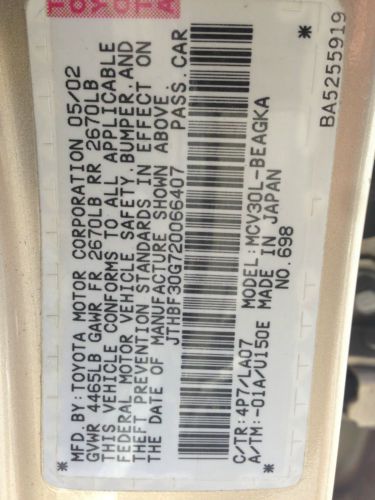 MFD. BY: TOYOTA MOTOR CORPORATION 05/02
GVWR 4465LB GAWR FR 2670LB RR 2670LB
THIS VEHICLE CONFORMS TO ALL APPLICABLE
FEDERAL MOTOR VEHICLE SAFETY, BUMPER, AND
THEFT PREVENTION STANDARDS IN EFFECT ON
THE DATE OF MANUFACTURE SHOWN ABOVE.
JTHBF30G720066407 PASS. CAR
*
*
C/TR: 4P7/LA07 MODEL: MCV30L-BEAGKA
A/TM: -01A/U150E MADE IN JAPAN
NO. 698
BA5255919